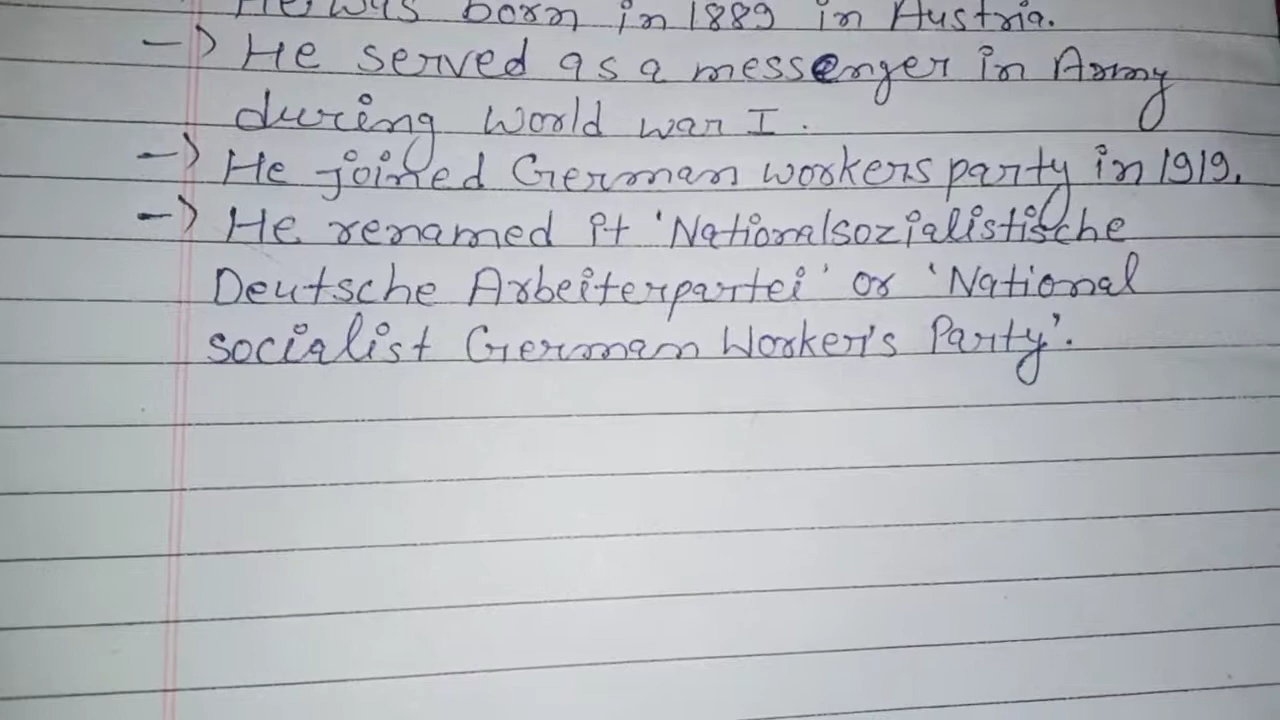 He was born in 1889 in Austria.
-> He served as a messenger in Army
during World war I.
-> He joined German workers party in 1919.
-> He renamed it 'Nationalsozialistische
Deutsche Arbeiterpartei' or 'National
socialist German Worker's Party'.